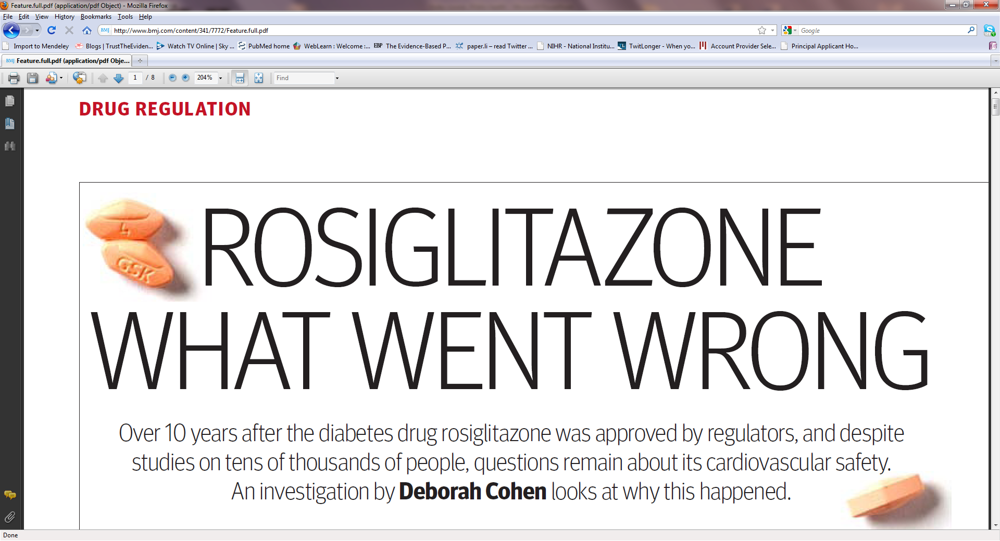 Feature.full.pdf (application/pdf Object) - Mozilla Firefox
File Edit View History Bookmarks Tools Help
BMJ http://www.bmj.com/content/341/7772/Feature.full.pdf Google
Import to Mendeley Blogs | TrustTheEviden... Watch TV Online | Sky ... PubMed home WebLearn : Welcome :... EBP The Evidence-Based P... paper.li – read Twitter ... NIHR - National Institu... TL TwitLonger - When yo... Account Provider Sele... Principal Applicant Ho...
BMJ Feature.full.pdf (application/pdf Obje...
1 / 8 204% Find
DRUG REGULATION
4
GSK
ROSIGLITAZONE
WHAT WENT WRONG
Over 10 years after the diabetes drug rosiglitazone was approved by regulators, and despite
studies on tens of thousands of people, questions remain about its cardiovascular safety.
An investigation by Deborah Cohen looks at why this happened.
Done